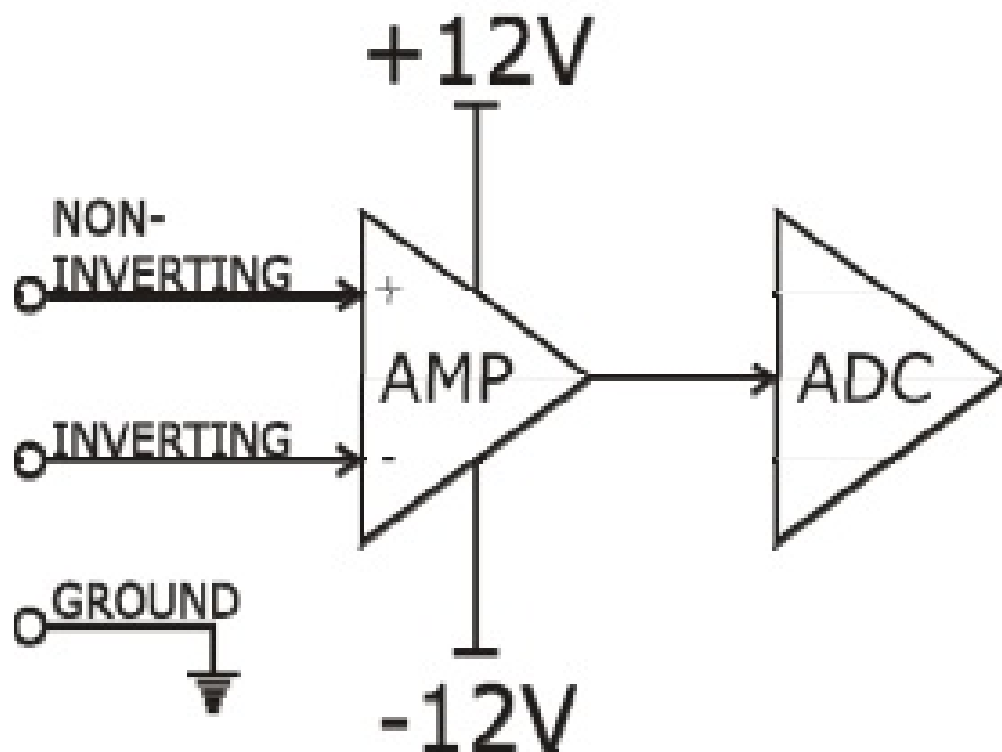 +12V
NON-
INVERTING
+
AMP
ADC
INVERTING
-
GROUND
-12V